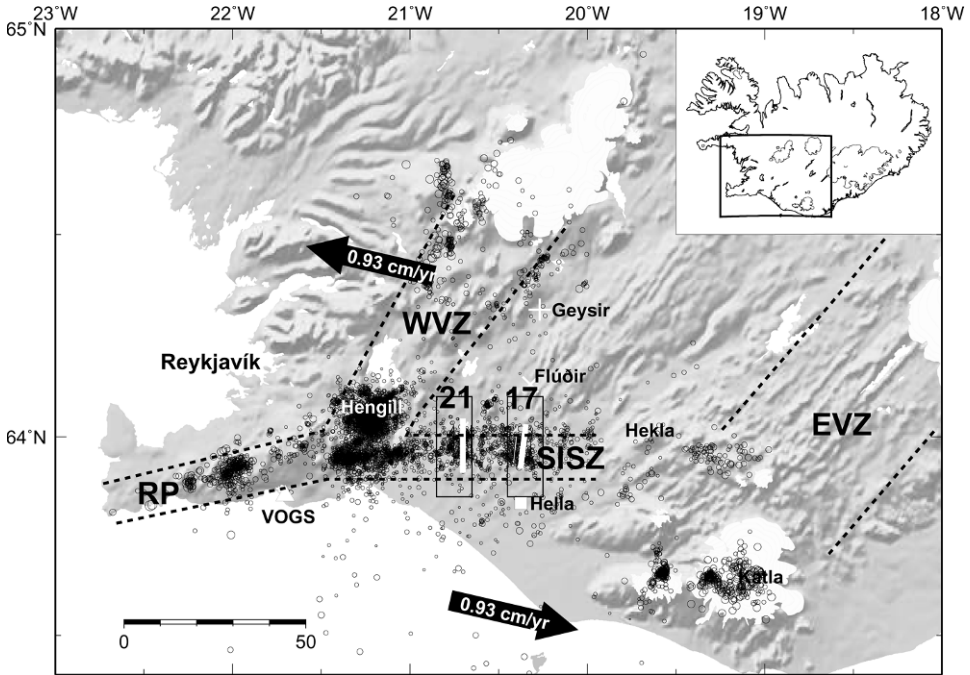 23˚W 22˚W 21˚W 20˚W 19˚W 18˚W
65˚N
0.93 cm/yr
WVZ
Geysir
Reykjavík
Flúðir
21 17
Hengill
Hekla
EVZ
64˚N
SISZ
RP
Hella
VOGS
Katla
0.93 cm/yr
0 50